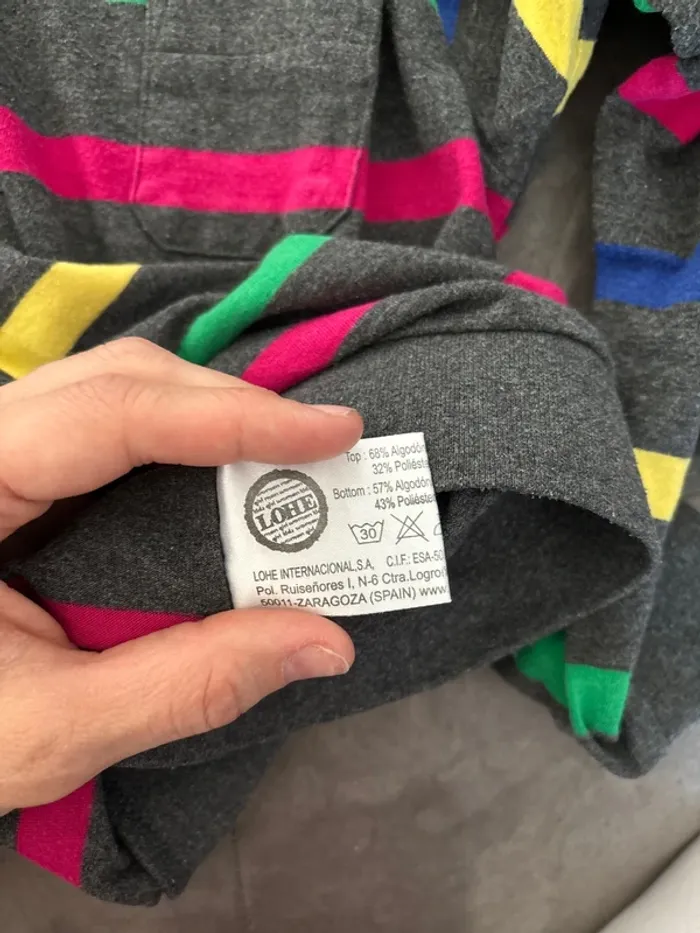 Top : 68% Algodón
32% Poliéste
Bottom : 57% Algodón
43% Poliéster
LOHE
30
LOHE INTERNACIONAL,S.A, C.I.F.: ESA-50
Pol. Ruiseñores I, N-6 Ctra.Logro
50011-ZARAGOZA (SPAIN) www